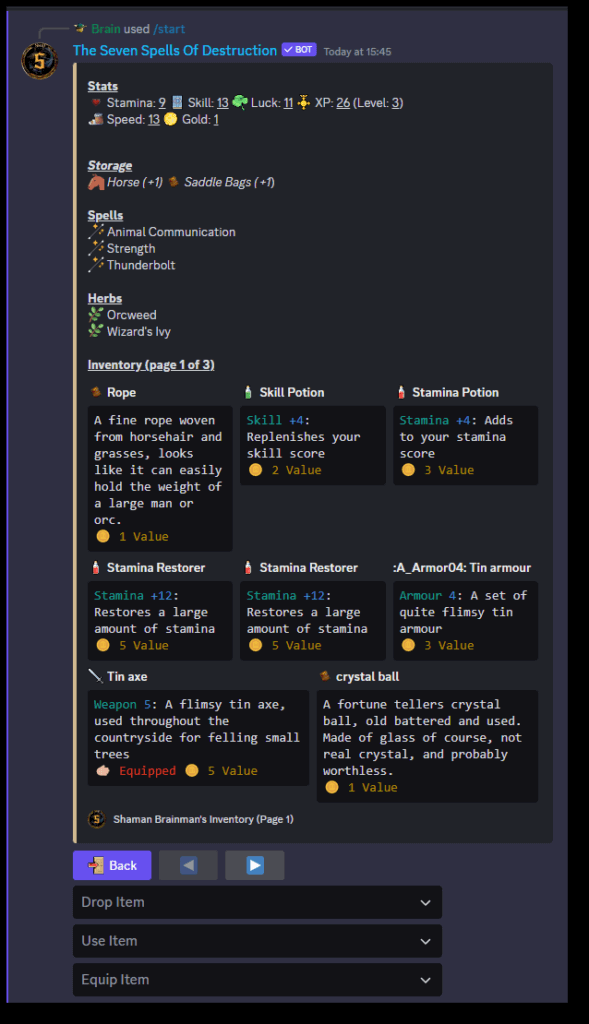 Brain used /start
The Seven Spells Of Destruction ✓ BOT Today at 15:45
Stats
Stamina: 9 Skill: 13 Luck: 11 XP: 26 (Level: 3)
Speed: 13 Gold: 1
Storage
Horse (+1) Saddle Bags (+1)
Spells
Animal Communication
Strength
Thunderbolt
Herbs
Orcweed
Wizard's Ivy
Inventory (page 1 of 3)
Rope
A fine rope woven
from horsehair and
grasses, looks
like it can easily
hold the weight of
a large man or
orc.
1 Value
Skill Potion
Skill +4:
Replenishes your
skill score
2 Value
Stamina Potion
Stamina +4: Adds
to your stamina
score
3 Value
Stamina Restorer
Stamina +12:
Restores a large
amount of stamina
5 Value
Stamina Restorer
Stamina +12:
Restores a large
amount of stamina
5 Value
:A_Armor04: Tin armour
Armour 4: A set of
quite flimsy tin
armour
3 Value
Tin axe
Weapon 5: A flimsy tin axe,
used throughout the
countryside for felling small
trees
Equipped 5 Value
crystal ball
A fortune tellers crystal
ball, old battered and used.
Made of glass of course, not
real crystal, and probably
worthless.
1 Value
Shaman Brainman's Inventory (Page 1)
Back
Drop Item
Use Item
Equip Item